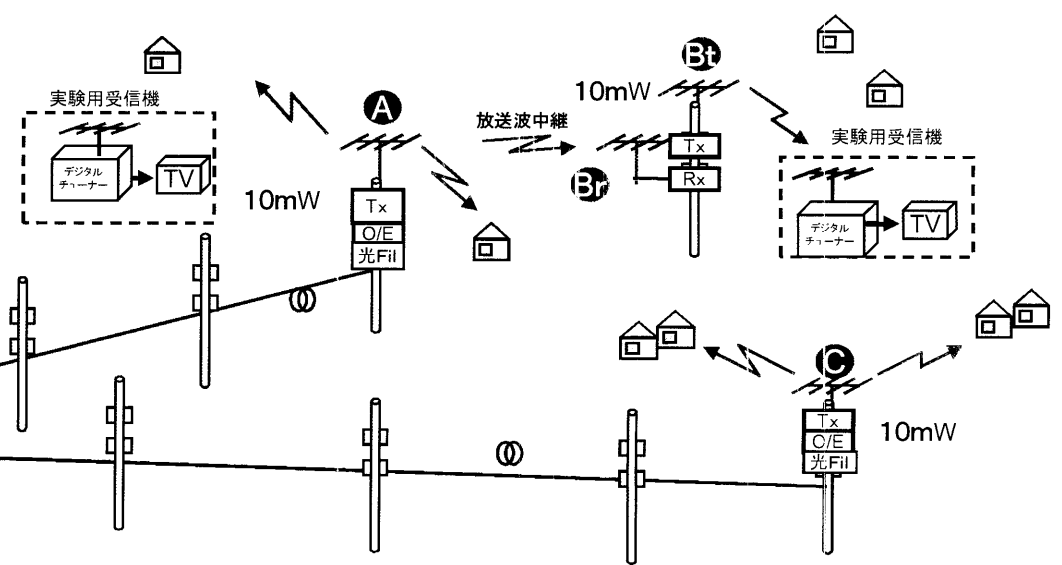 実験用受信機
デジタル
チューナー
TV
A
10mW
Tx
O/E
光Fil
放送波中継
Bt
10mW
Tx
Br
Rx
実験用受信機
デジタル
チューナー
TV
C
Tx
O/E
光Fil
10mW